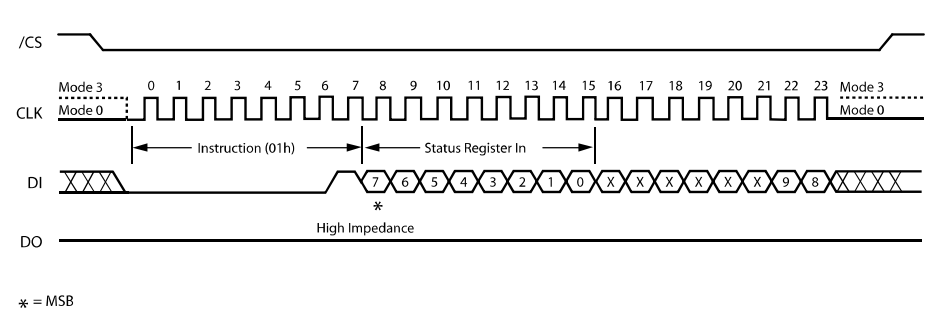 /CS
Mode 3 0 1 2 3 4 5 6 7 8 9 10 11 12 13 14 15 16 17 18 19 20 21 22 23 Mode 3
CLK Mode 0 Mode 0
Instruction (01h) Status Register In
DI 7 6 5 4 3 2 1 0 X X X X X X 9 8
*
High Impedance
DO
* = MSB